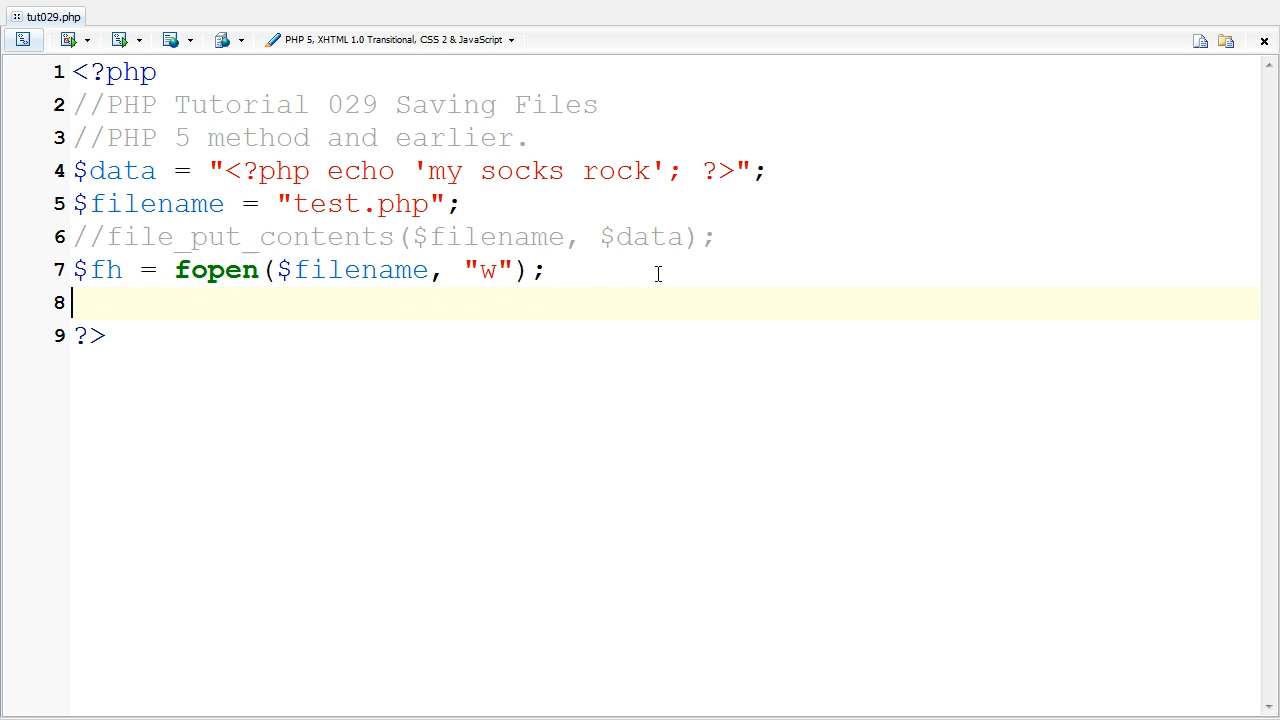 tut029.php
PHP 5, XHTML 1.0 Transitional, CSS 2 & JavaScript
1 <?php
2 //PHP Tutorial 029 Saving Files
3 //PHP 5 method and earlier.
4 $data = "<?php echo 'my socks rock'; ?>";
5 $filename = "test.php";
6 //file_put_contents($filename, $data);
7 $fh = fopen($filename, "w");
8
9 ?>